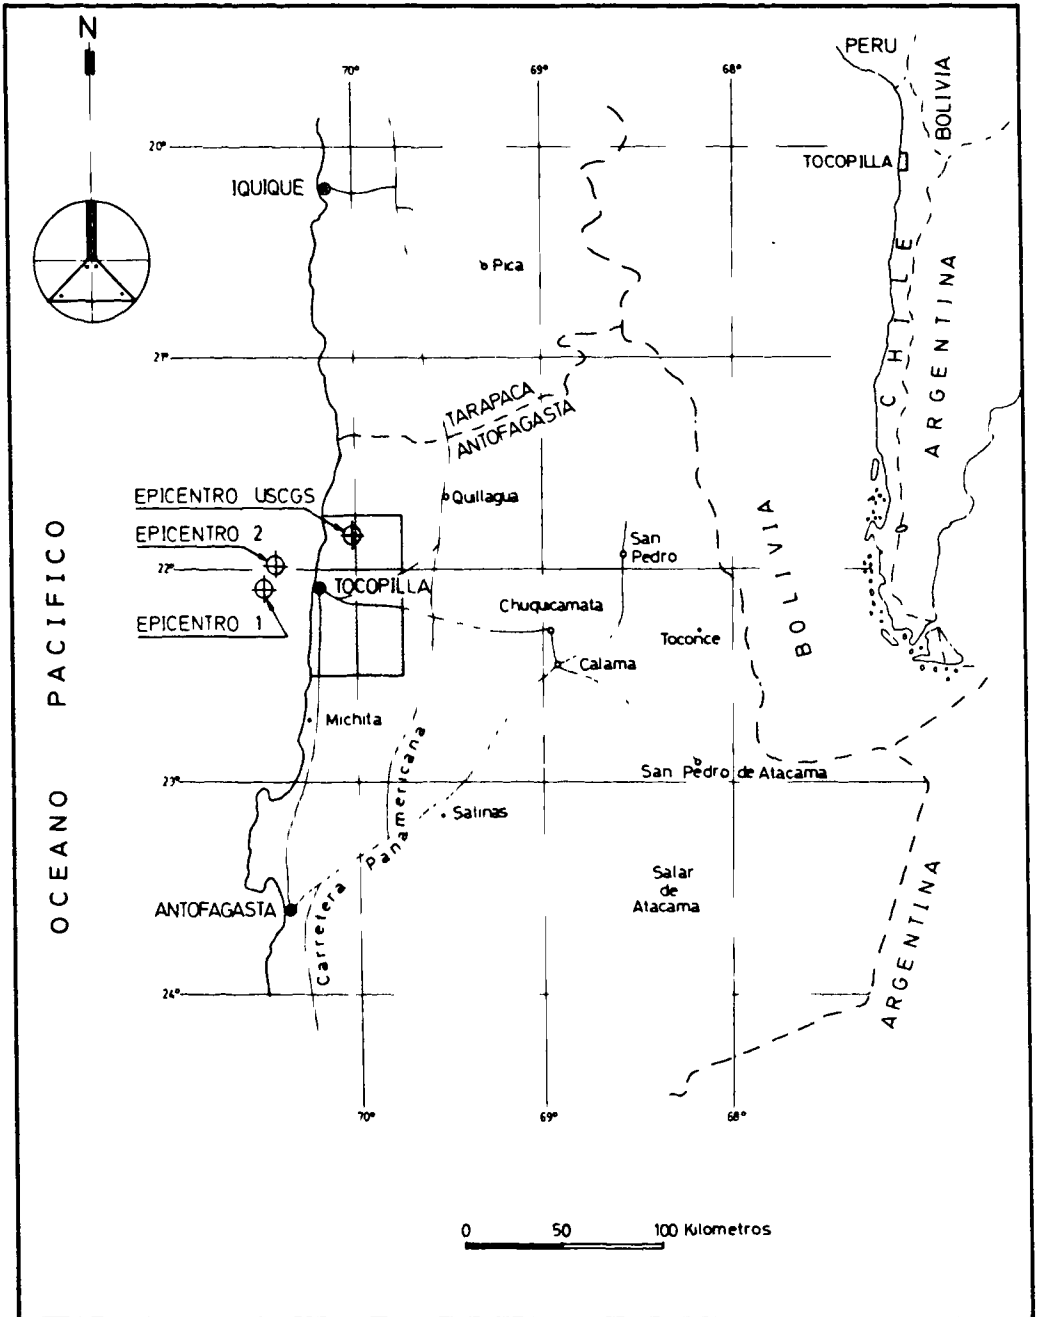 N
70°
69°
68°
PERU
BOLIVIA
20°
TOCOPILLA
IQUIQUE
Pica
CHILE
ARGENTINA
21°
TARAPACA
ANTOFAGASTA
EPICENTRO USCGS
Quillagua
EPICENTRO 2
San
Pedro
BOLIVIA
22°
TOCOPILLA
Chuquicamata
EPICENTRO 1
Toconce
Calama
OCEANO PACIFICO
Michita
San Pedro de Atacama
23°
Carretera Panamericana
Salinas
Salar
de
Atacama
ANTOFAGASTA
ARGENTINA
24°
70°
69°
68°
0 50 100 Kilometros